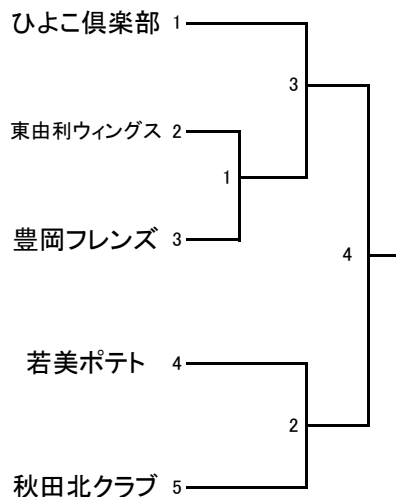 ひよこ倶楽部 1
3
東由利ウィングス 2
1
豊岡フレンズ 3
4
若美ポテト 4
2
秋田北クラブ 5